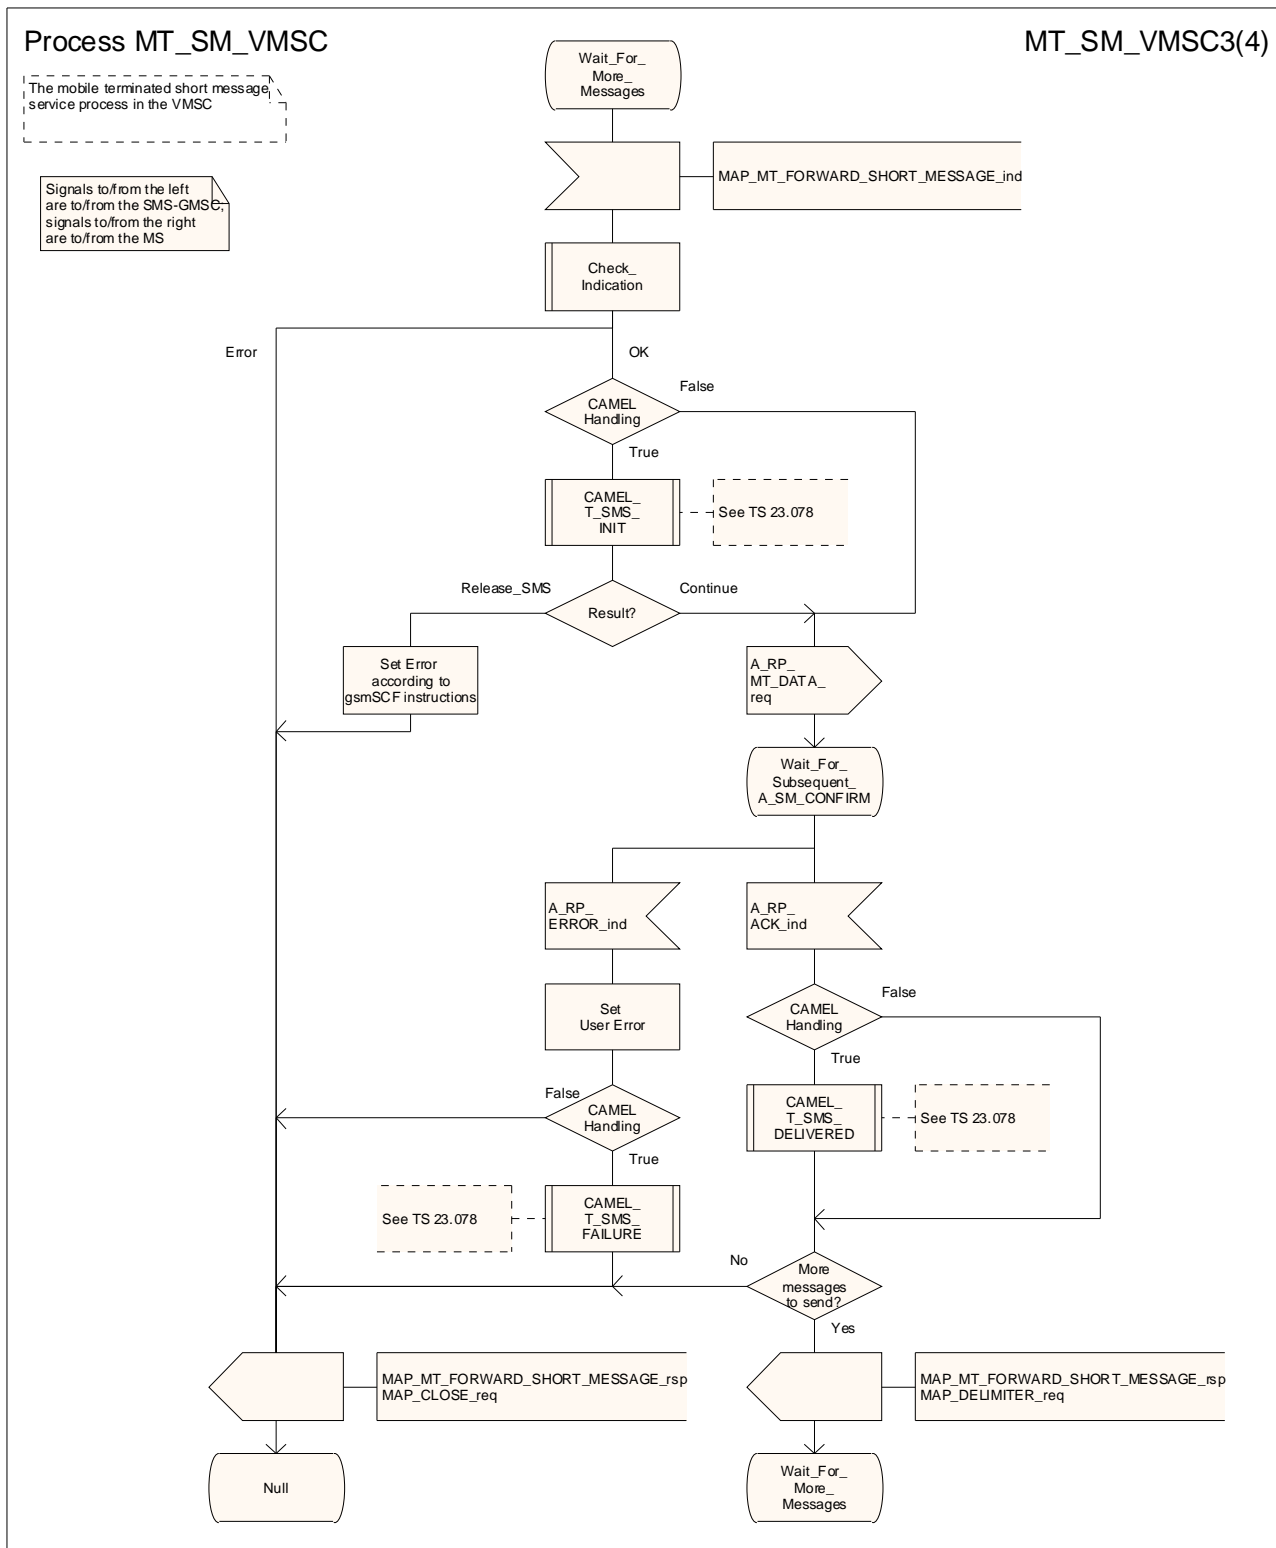 Process MT_SM_VMSC
MT_SM_VMSC3(4)
The mobile terminated short message
service process in the VMSC
Signals to/from the left
are to/from the SMS-GMSC;
signals to/from the right
are to/from the MS
Wait_For_
More_
Messages
MAP_MT_FORWARD_SHORT_MESSAGE_ind
Check_
Indication
Error
OK
CAMEL
Handling
False
True
CAMEL_
T_SMS_
INIT
See TS 23.078
Release_SMS
Result?
Continue
Set Error
according to
gsmSCF instructions
A_RP_
MT_DATA_
req
Wait_For_
Subsequent_
A_SM_CONFIRM
A_RP_
ERROR_ind
A_RP_
ACK_ind
Set
User Error
CAMEL
Handling
False
True
False
CAMEL
Handling
True
CAMEL_
T_SMS_
DELIVERED
See TS 23.078
See TS 23.078
CAMEL_
T_SMS_
FAILURE
No
More
messages
to send?
Yes
MAP_MT_FORWARD_SHORT_MESSAGE_rsp
MAP_CLOSE_req
MAP_MT_FORWARD_SHORT_MESSAGE_rsp
MAP_DELIMITER_req
Null
Wait_For_
More_
Messages